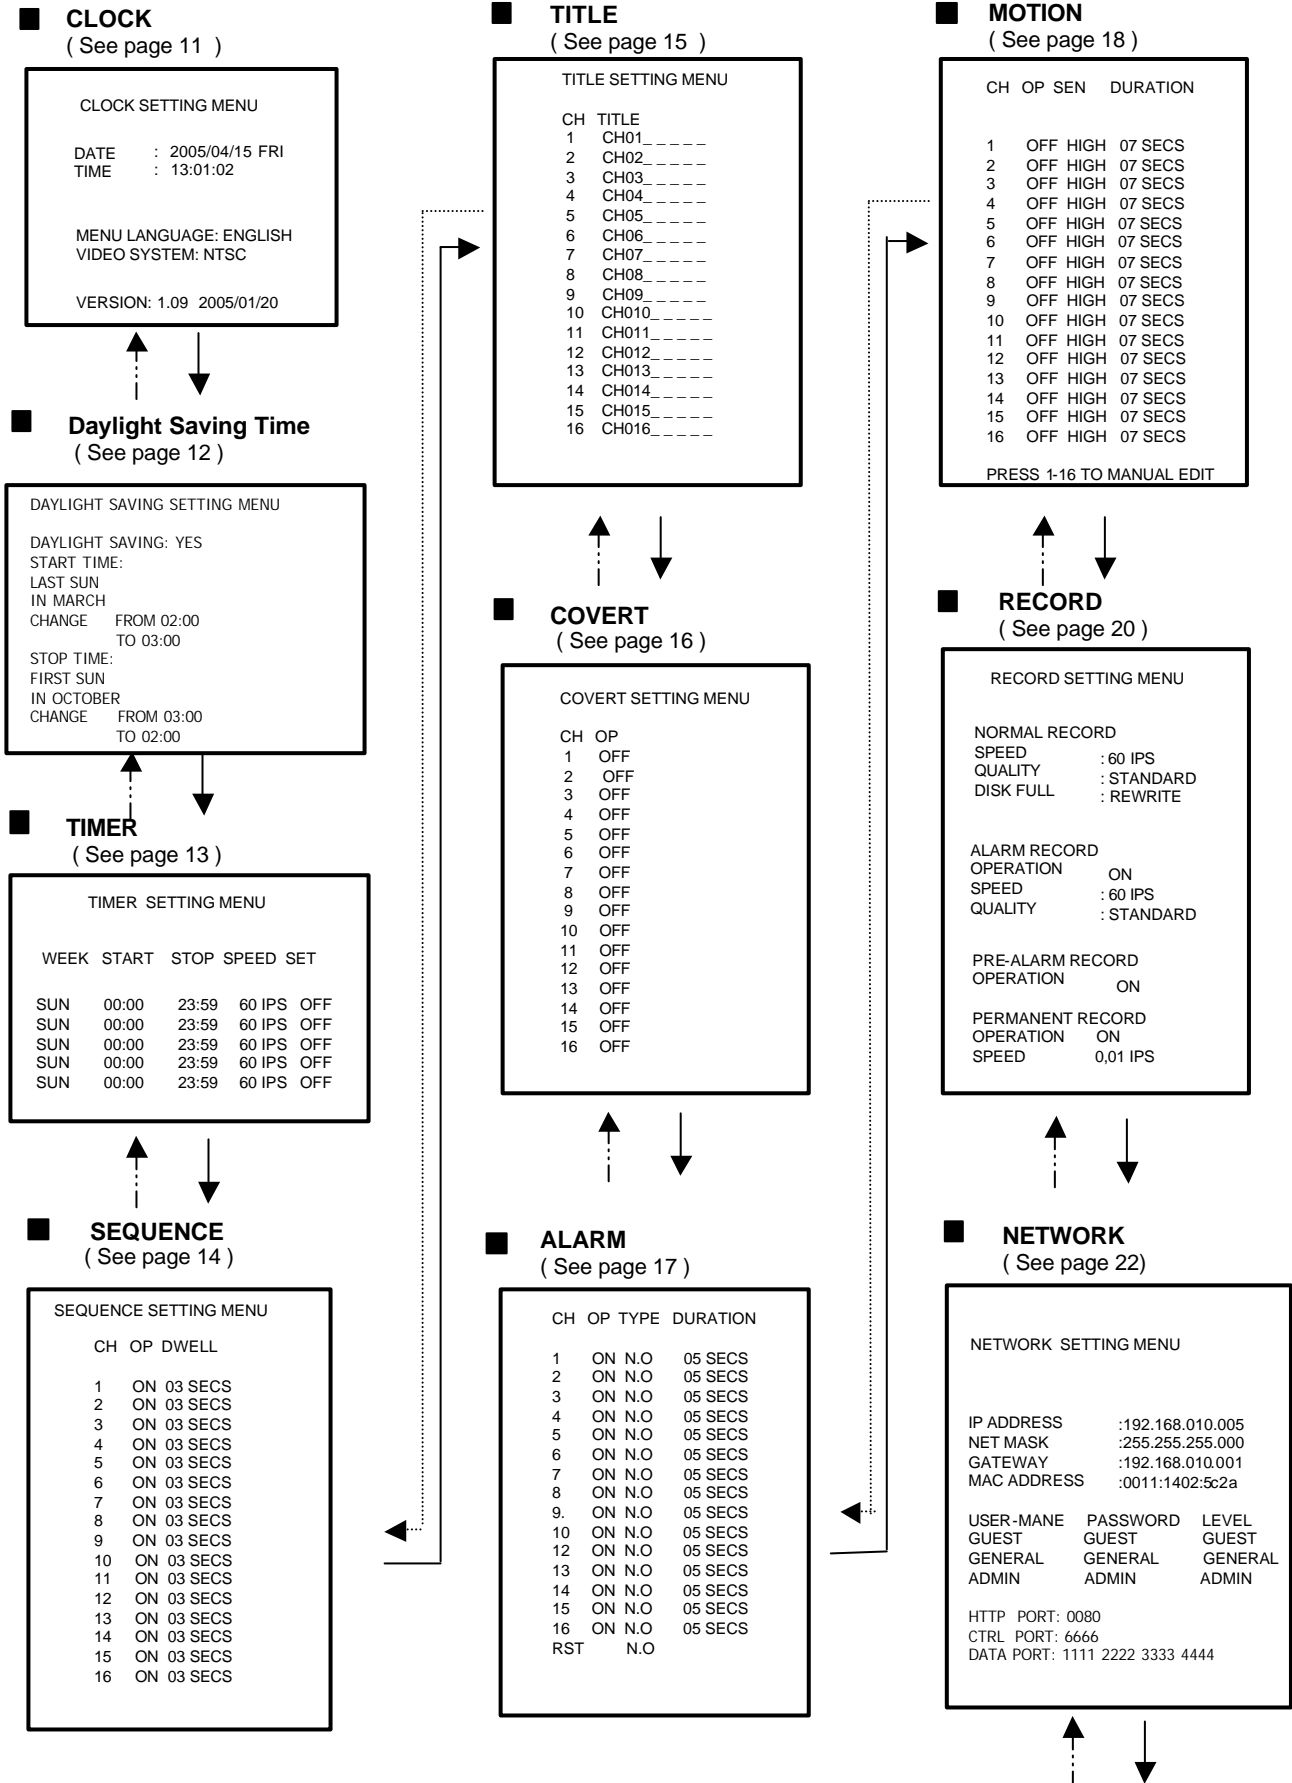 CLOCK
( See page 11 )
CLOCK SETTING MENU
DATE : 2005/04/15 FRI
TIME : 13:01:02
MENU LANGUAGE: ENGLISH
VIDEO SYSTEM: NTSC
VERSION: 1.09 2005/01/20
Daylight Saving Time
( See page 12 )
DAYLIGHT SAVING SETTING MENU
DAYLIGHT SAVING: YES
START TIME:
LAST SUN
IN MARCH
CHANGE FROM 02:00
TO 03:00
STOP TIME:
FIRST SUN
IN OCTOBER
CHANGE FROM 03:00
TO 02:00
TIMER
( See page 13 )
TIMER SETTING MENU
WEEK START STOP SPEED SET
SUN 00:00 23:59 60 IPS OFF
SUN 00:00 23:59 60 IPS OFF
SUN 00:00 23:59 60 IPS OFF
SUN 00:00 23:59 60 IPS OFF
SUN 00:00 23:59 60 IPS OFF
SEQUENCE
( See page 14 )
SEQUENCE SETTING MENU
CH OP DWELL
1 ON 03 SECS
2 ON 03 SECS
3 ON 03 SECS
4 ON 03 SECS
5 ON 03 SECS
6 ON 03 SECS
7 ON 03 SECS
8 ON 03 SECS
9 ON 03 SECS
10 ON 03 SECS
11 ON 03 SECS
12 ON 03 SECS
13 ON 03 SECS
14 ON 03 SECS
15 ON 03 SECS
16 ON 03 SECS
TITLE
( See page 15 )
TITLE SETTING MENU
CH TITLE
1 CH01_ _ _ _ _
2 CH02_ _ _ _ _
3 CH03_ _ _ _ _
4 CH04_ _ _ _ _
5 CH05_ _ _ _ _
6 CH06_ _ _ _ _
7 CH07_ _ _ _ _
8 CH08_ _ _ _ _
9 CH09_ _ _ _ _
10 CH010_ _ _ _ _
11 CH011_ _ _ _ _
12 CH012_ _ _ _ _
13 CH013_ _ _ _ _
14 CH014_ _ _ _ _
15 CH015_ _ _ _ _
16 CH016_ _ _ _ _
COVERT
( See page 16 )
COVERT SETTING MENU
CH OP
1 OFF
2 OFF
3 OFF
4 OFF
5 OFF
6 OFF
7 OFF
8 OFF
9 OFF
10 OFF
11 OFF
12 OFF
13 OFF
14 OFF
15 OFF
16 OFF
ALARM
( See page 17 )
CH OP TYPE DURATION
1 ON N.O 05 SECS
2 ON N.O 05 SECS
3 ON N.O 05 SECS
4 ON N.O 05 SECS
5 ON N.O 05 SECS
6 ON N.O 05 SECS
7 ON N.O 05 SECS
8 ON N.O 05 SECS
9. ON N.O 05 SECS
10 ON N.O 05 SECS
12 ON N.O 05 SECS
13 ON N.O 05 SECS
14 ON N.O 05 SECS
15 ON N.O 05 SECS
16 ON N.O 05 SECS
RST N.O
MOTION
( See page 18 )
CH OP SEN DURATION
1 OFF HIGH 07 SECS
2 OFF HIGH 07 SECS
3 OFF HIGH 07 SECS
4 OFF HIGH 07 SECS
5 OFF HIGH 07 SECS
6 OFF HIGH 07 SECS
7 OFF HIGH 07 SECS
8 OFF HIGH 07 SECS
9 OFF HIGH 07 SECS
10 OFF HIGH 07 SECS
11 OFF HIGH 07 SECS
12 OFF HIGH 07 SECS
13 OFF HIGH 07 SECS
14 OFF HIGH 07 SECS
15 OFF HIGH 07 SECS
16 OFF HIGH 07 SECS
PRESS 1-16 TO MANUAL EDIT
RECORD
( See page 20 )
RECORD SETTING MENU
NORMAL RECORD
SPEED : 60 IPS
QUALITY : STANDARD
DISK FULL : REWRITE
ALARM RECORD
OPERATION ON
SPEED : 60 IPS
QUALITY : STANDARD
PRE-ALARM RECORD
OPERATION ON
PERMANENT RECORD
OPERATION ON
SPEED 0,01 IPS
NETWORK
( See page 22)
NETWORK SETTING MENU
IP ADDRESS :192.168.010.005
NET MASK :255.255.255.000
GATEWAY :192.168.010.001
MAC ADDRESS :0011:1402:5c2a
USER-MANE PASSWORD LEVEL
GUEST GUEST GUEST
GENERAL GENERAL GENERAL
ADMIN ADMIN ADMIN
HTTP PORT: 0080
CTRL PORT: 6666
DATA PORT: 1111 2222 3333 4444